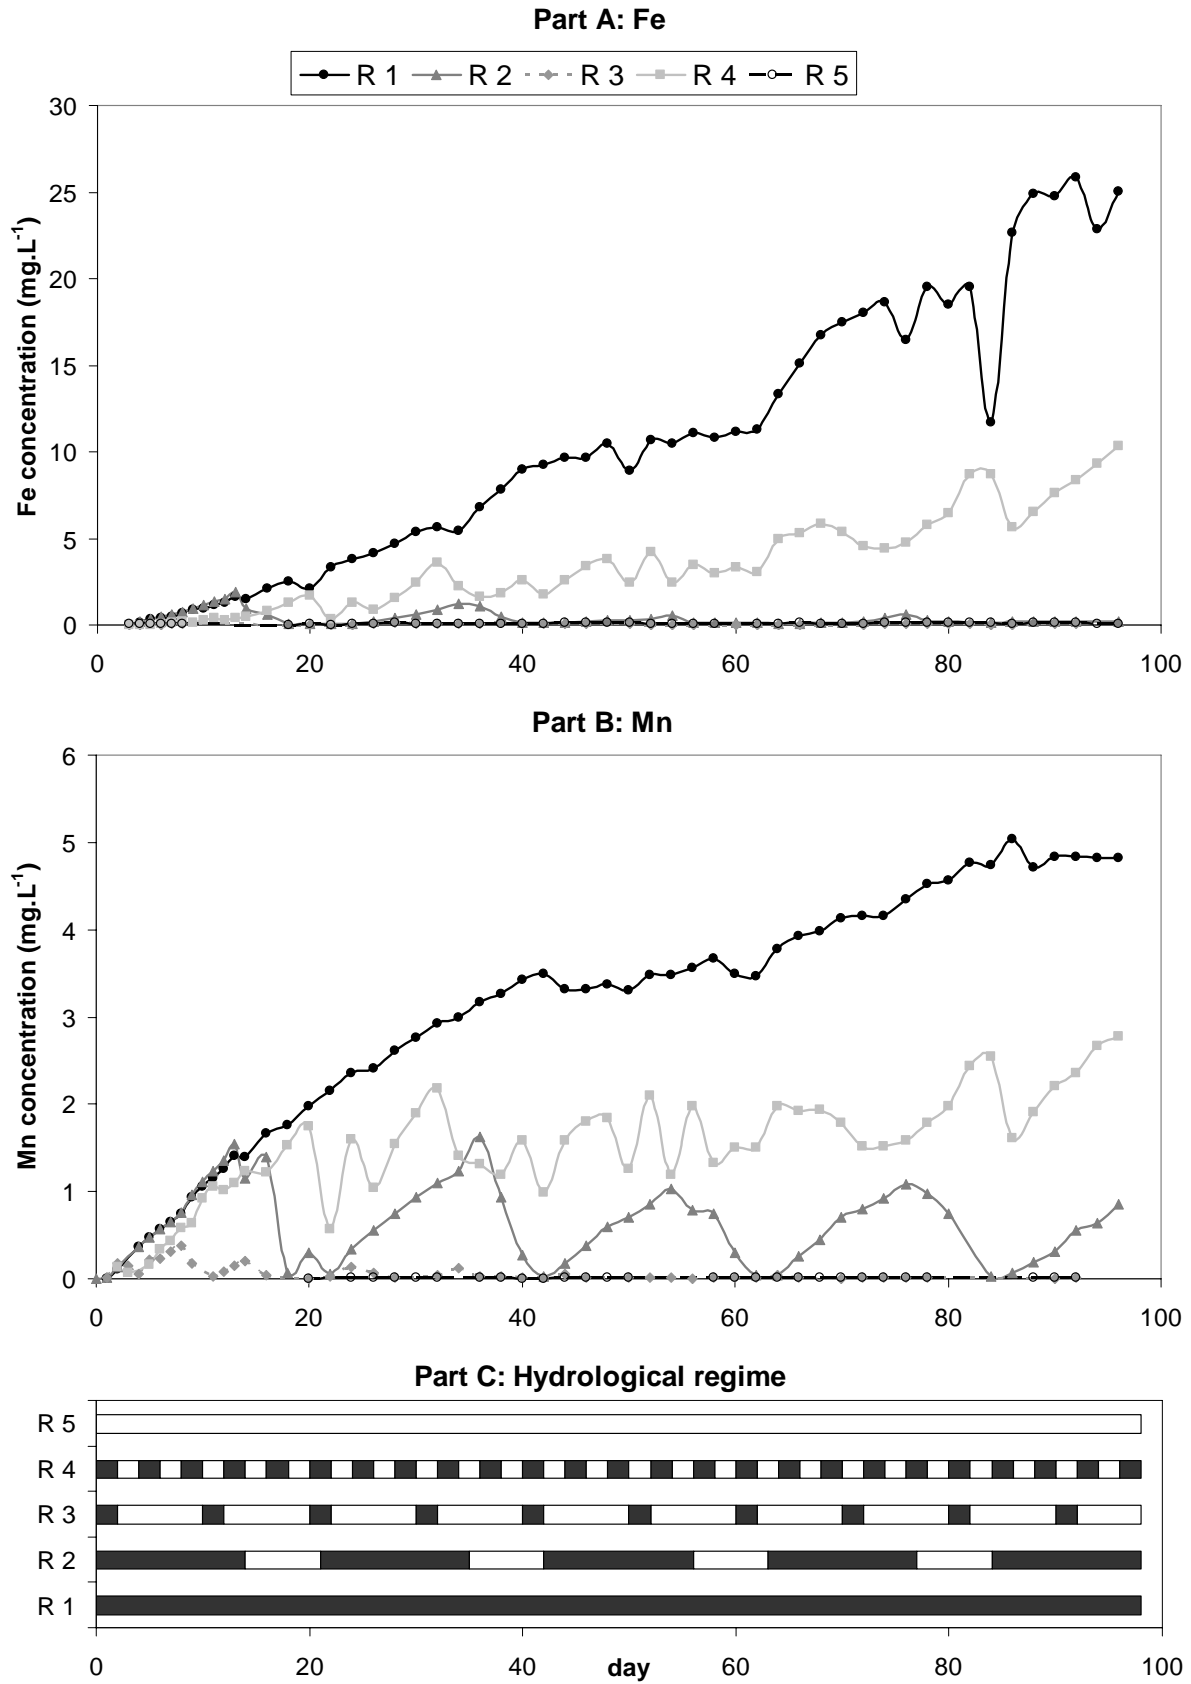 Part A: Fe
R 1 R 2 R 3 R 4 R 5
30
25
20
15
10
5
0
Fe concentration (mg.L⁻¹)
0 20 40 60 80 100
Part B: Mn
6
5
4
3
2
1
0
Mn concentration (mg.L⁻¹)
0 20 40 60 80 100
Part C: Hydrological regime
R 5
R 4
R 3
R 2
R 1
0 20 40 60 80 100
day